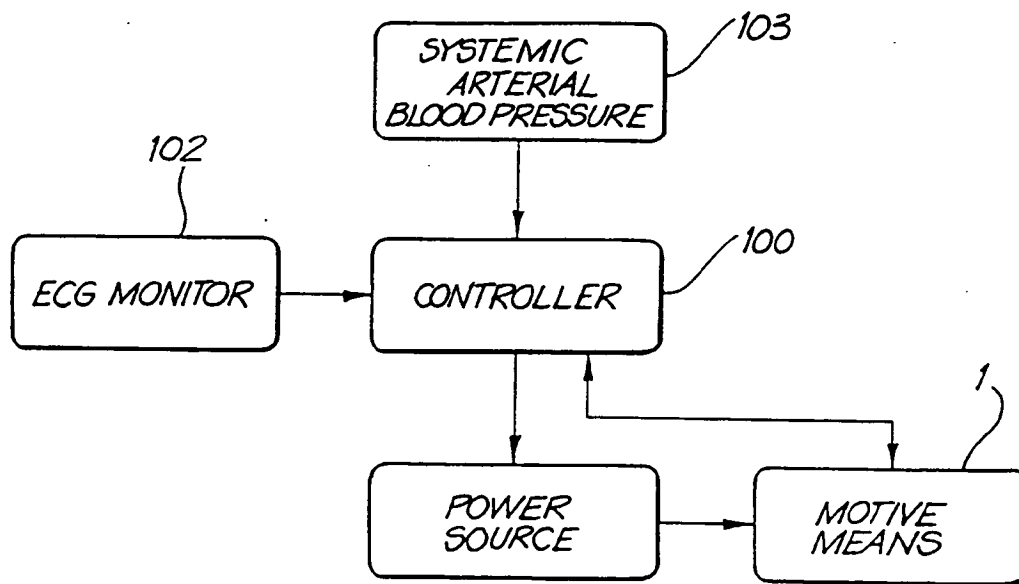 103
SYSTEMIC
ARTERIAL
BLOOD PRESSURE
102
100
ECG MONITOR
CONTROLLER
1
POWER
SOURCE
MOTIVE
MEANS